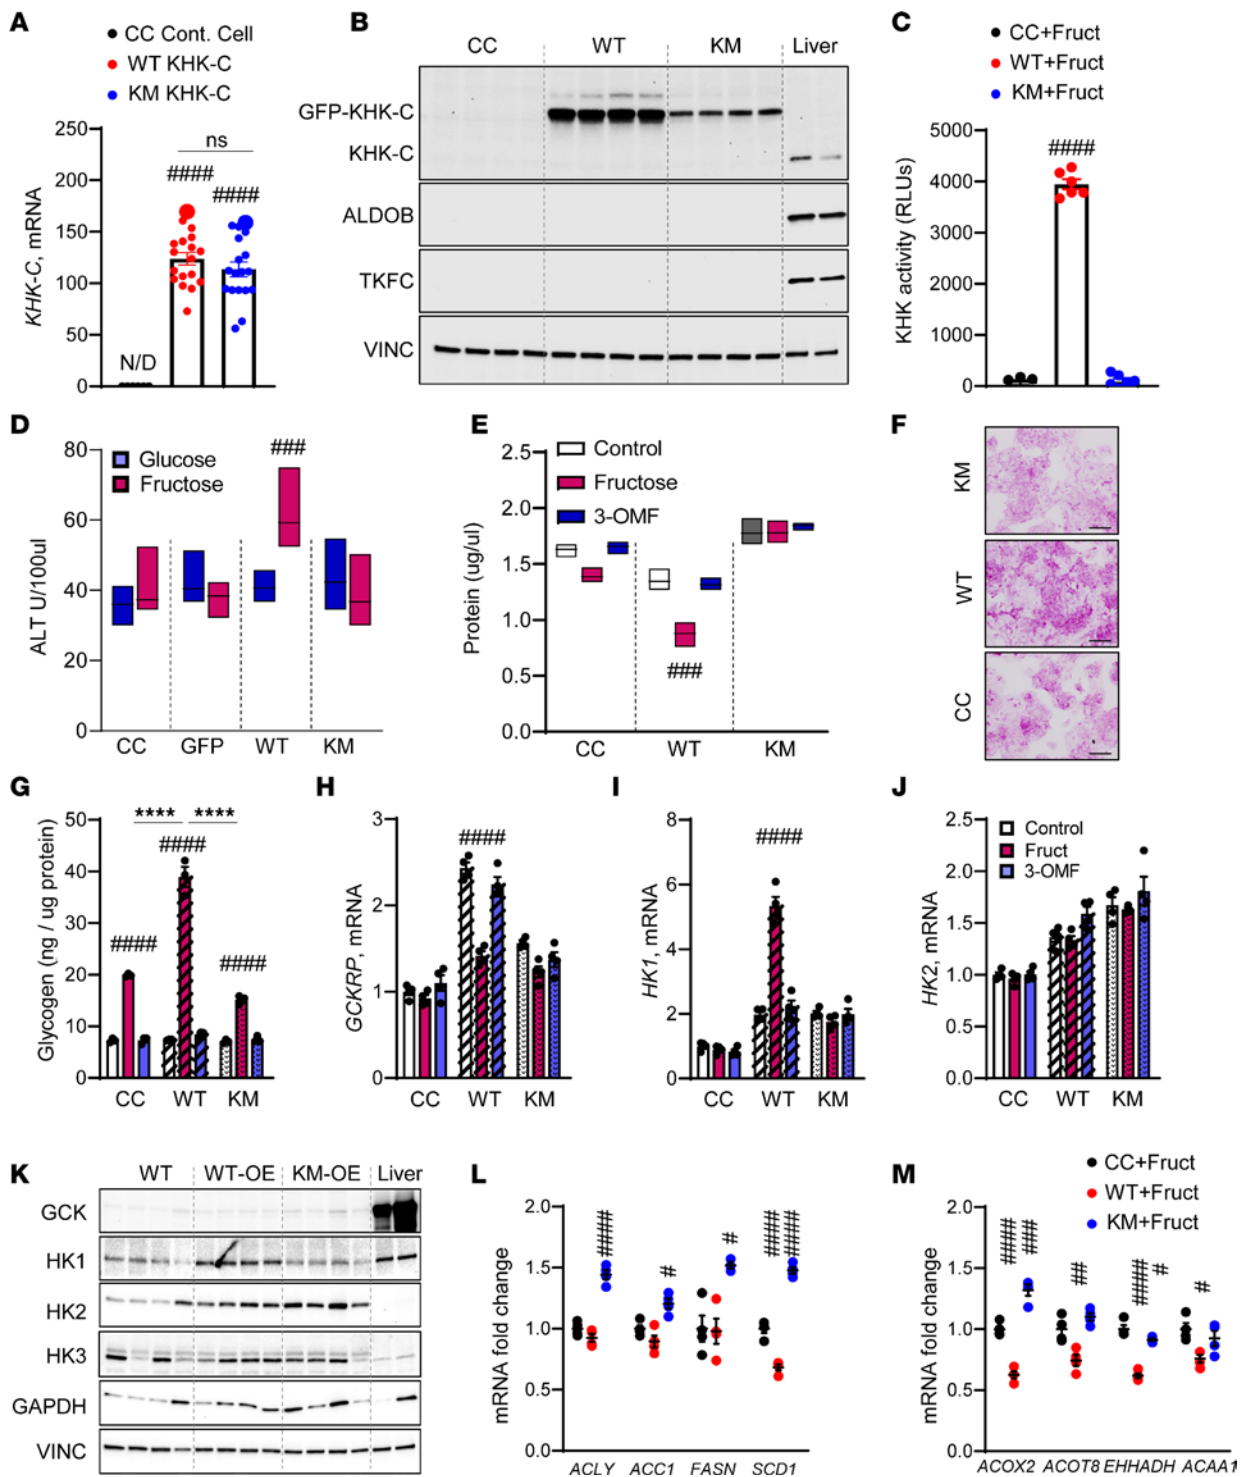 A
CC Cont. Cell
WT KHK-C
KM KHK-C
KHK-C, mRNA
250
200
150
100
50
0
ns
####
####
N/D
B
CC WT KM Liver
GFP-KHK-C
KHK-C
ALDOB
TKFC
VINC
C
CC+Fruct
WT+Fruct
KM+Fruct
KHK activity (RLUs)
5000
4000
3000
2000
1000
0
####
D
Glucose
Fructose
ALT U/100ul
80
60
40
20
0
###
CC GFP WT KM
E
Control
Fructose
3-OMF
Protein (ug/ul)
2.5
2.0
1.5
1.0
0.5
0.0
###
CC WT KM
F
KM
WT
CC
G
Glycogen (ng / ug protein)
50
40
30
20
10
0
**** ****
####
####
####
CC WT KM
H
GCKRP, mRNA
3
2
1
0
####
CC WT KM
I
HK1, mRNA
8
6
4
2
0
####
CC WT KM
J
Control
Fruct
3-OMF
HK2, mRNA
2.5
2.0
1.5
1.0
0.5
0.0
CC WT KM
K
WT WT-OE KM-OE Liver
GCK
HK1
HK2
HK3
GAPDH
VINC
L
mRNA fold change
2.0
1.5
1.0
0.5
0.0
####
#
#
####
####
ACLY ACC1 FASN SCD1
M
CC+Fruct
WT+Fruct
KM+Fruct
mRNA fold change
2.0
1.5
1.0
0.5
0.0
####
###
##
####
#
#
ACOX2 ACOT8 EHHADH ACAA1